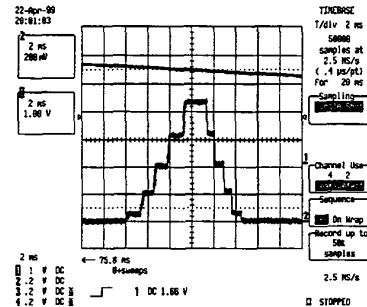 22-Apr-99
20:01:03
2
2 ms
200 mV
2 ms
1.00 V
1
2
2 ms
1 V DC
2 .2 V DC
3 .2 V DC
4 .2 V DC
← 75.8 ms
0+sweeps
1 DC 1.66 V
TIMEBASE
T/div 2 ms
50000
samples at
2.5 MS/s
(.4 µs/pt)
for 20 ms
Sampling
Channel Use
4 2
Sequence
On Wrap
Record up to
50k
samples
2.5 MS/s
STOPPED